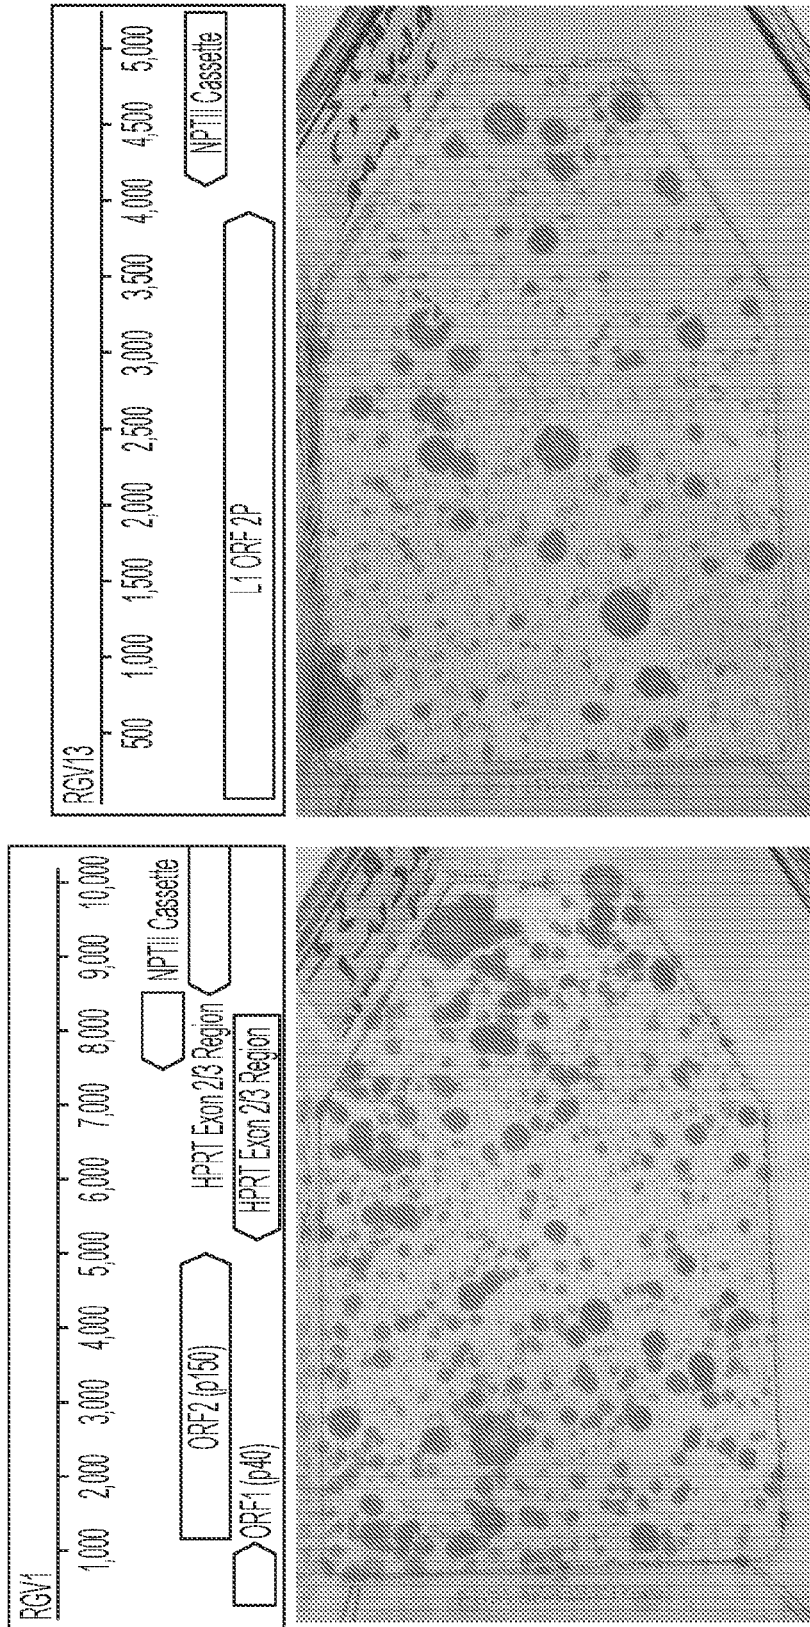 RGV1
1,000 2,000 3,000 4,000 5,000 6,000 7,000 8,000 9,000 10,000
NPTII Cassette
ORF2 (p150)
HPRT Exon 2/3 Region
ORF1 (p40)
HPRT Exon 2/3 Region
RGV13
500 1,000 1,500 2,000 2,500 3,000 3,500 4,000 4,500 5,000
NPTII Cassette
L1 ORF 2P